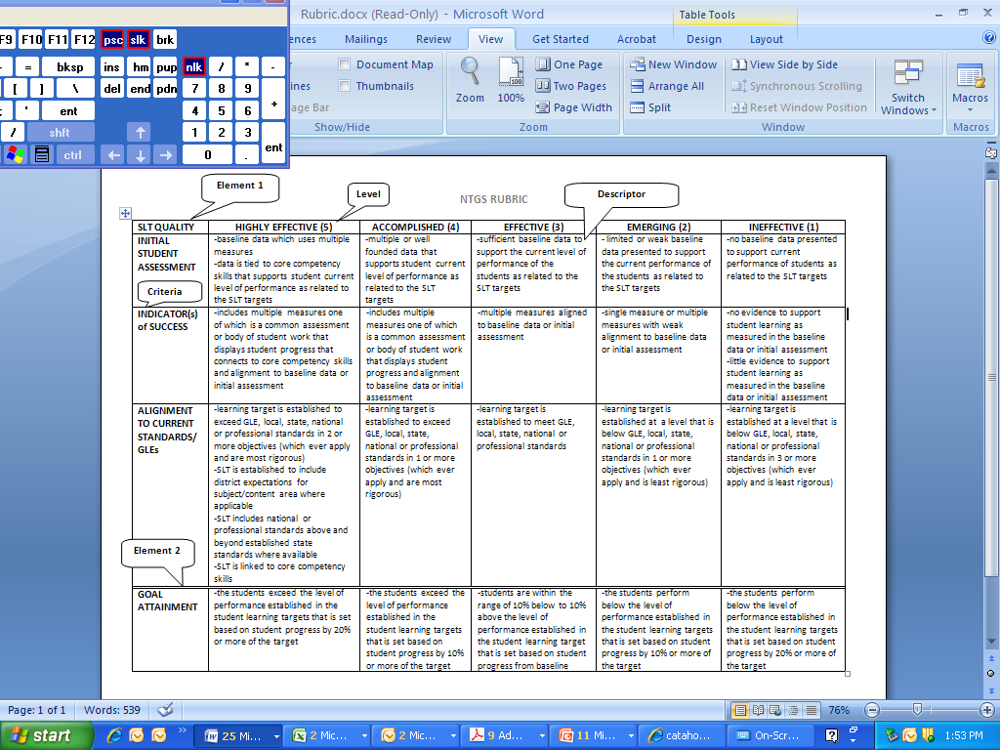 Rubric.docx (Read-Only) - Microsoft Word
Table Tools
F9 F10 F11 F12 psc slk brk
Mailings Review View Get Started Acrobat Design Layout
- = bksp ins hm pup nlk / * -
[ ] \ del end pdn 7 8 9 +
; ' ent 4 5 6
/ shft 1 2 3 ent
ctrl 0 .
Document Map
Thumbnails
Show/Hide
Zoom
100%
One Page
Two Pages
Page Width
Zoom
New Window
Arrange All
Split
View Side by Side
Synchronous Scrolling
Reset Window Position
Window
Switch
Windows
Macros
Macros
Element 1
Level
NTGS RUBRIC
Descriptor
SLT QUALITY
HIGHLY EFFECTIVE (5)
ACCOMPLISHED (4)
EFFECTIVE (3)
EMERGING (2)
INEFFECTIVE (1)
INITIAL
STUDENT
ASSESSMENT
Criteria
-baseline data which uses multiple
measures
-data is tied to core competency
skills that supports student current
level of performance as related to
the SLT targets
-multiple or well
founded data that
supports student current
level of performance as
related to the SLT
targets
-sufficient baseline data to
support the current level of
performance of the
students as related to the
SLT targets
- limited or weak baseline
data presented to support
the current performance of
the students as related to
the SLT targets
-no baseline data presented
to support current
performance of students as
related to the SLT targets
INDICATOR(s)
of SUCCESS
-includes multiple measures one
of which is a common assessment
or body of student work that
displays student progress that
connects to core competency skills
and alignment to baseline data or
initial assessment
-includes multiple
measures one of which
is a common assessment
or body of student work
that displays student
progress and alignment
to baseline data or initial
assessment
-multiple measures aligned
to baseline data or initial
assessment
-single measure or multiple
measures with weak
alignment to baseline data
or initial assessment
-no evidence to support
student learning as
measured in the baseline
data or initial assessment
-little evidence to support
student learning as
measured in the baseline
data or initial assessment
ALIGNMENT
TO CURRENT
STANDARDS/
GLEs
-learning target is established to
exceed GLE, local, state, national
or professional standards in 2 or
more objectives (which ever apply
and are most rigorous)
-SLT is established to include
district expectations for
subject/content area where
applicable
-SLT includes national or
professional standards above and
beyond established state
standards where available
-SLT is linked to core competency
skills
-learning target is
established to exceed
GLE, local, state,
national or professional
standards in 1 or more
objectives (which ever
apply and are most
rigorous)
-learning target is
established to meet GLE,
local, state, national or
professional standards
-learning target is
established at a level that is
below GLE, local, state,
national or professional
standards in 1 or more
objectives (which ever
apply and is least rigorous)
-learning target is
established at a level that is
below GLE, local, state,
national or professional
standards in 3 or more
objectives (which ever
apply and is least rigorous)
Element 2
GOAL
ATTAINMENT
-the students exceed the level of
performance established in the
student learning targets that is set
based on student progress by 20%
or more of the target
-the students exceed the
level of performance
established in the
student learning targets
that is set based on
student progress by 10%
or more of the target
-students are within the
range of 10% below to 10%
above the level of
performance established in
the student learning target
that is set based on student
progress from baseline
-the students perform
below the level of
performance established in
the student learning targets
that is set based on student
progress by 10% or more of
the target
-the students perform
below the level of
performance established in
the student learning targets
that is set based on student
progress by 20% or more of
the target
Page: 1 of 1 Words: 539 76%
start 25 Mi... 2 Mic... 2 Mic... 9 Ad... 11 Mi... cataho... On-Scr... 1:53 PM